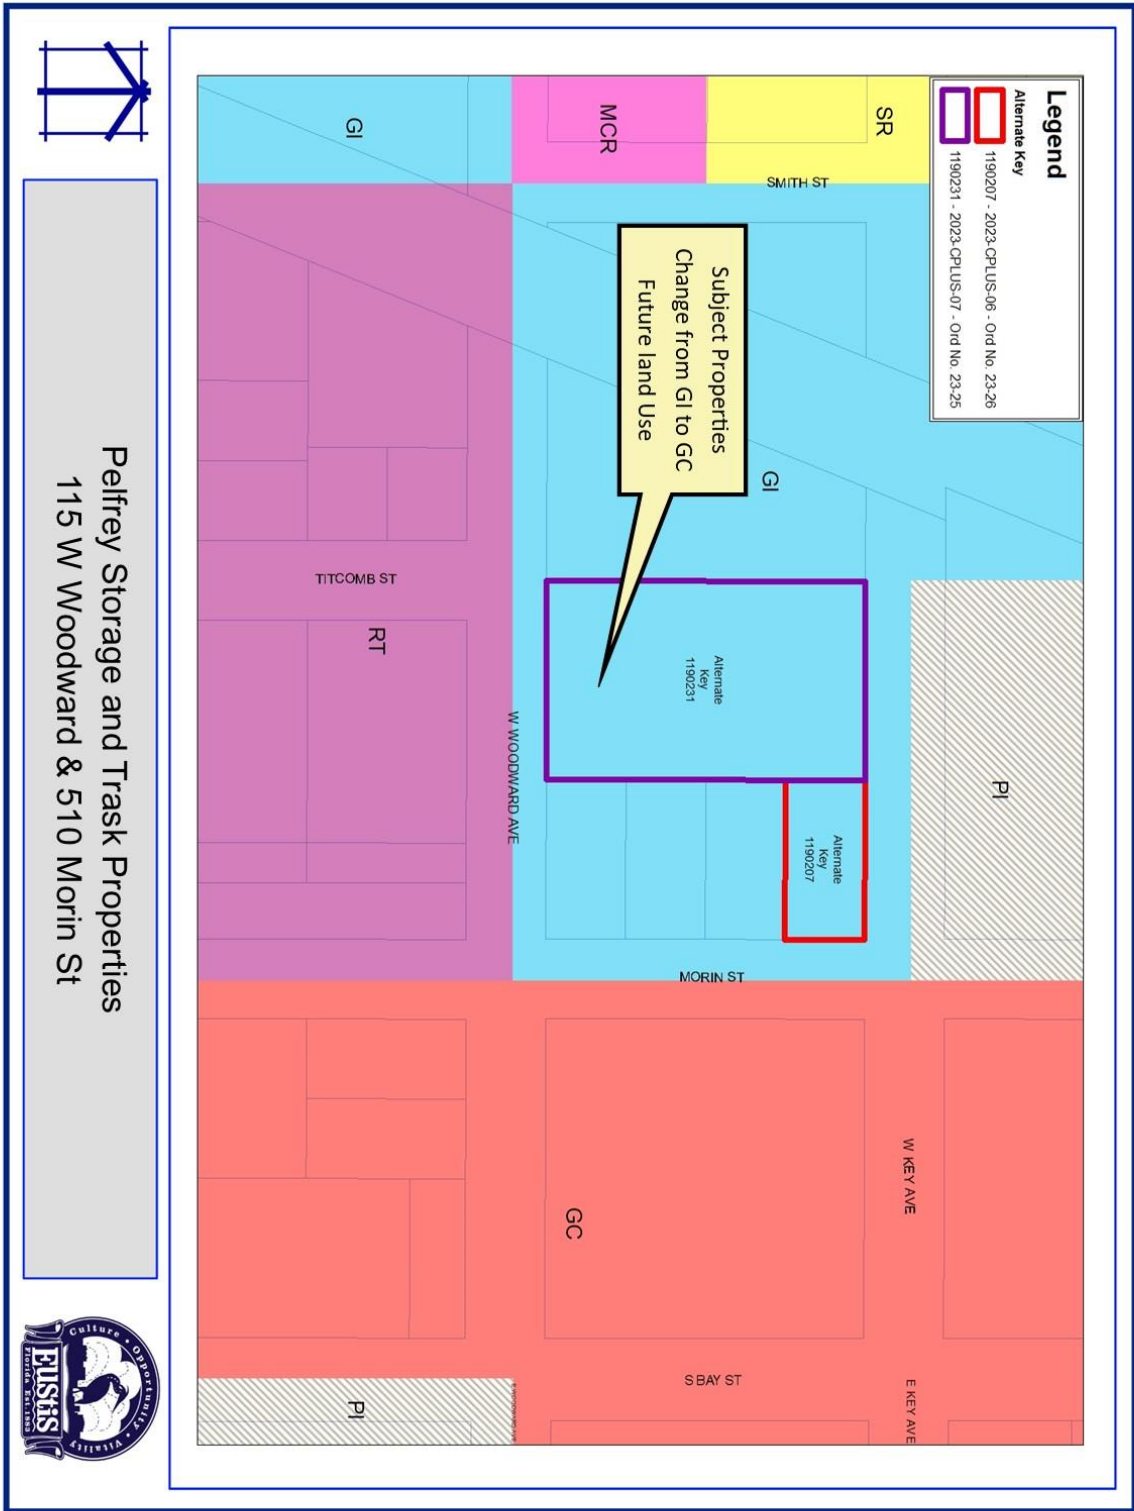 Legend
Alternate Key
1190207 - 2023-CPLUS-06 - Ord No. 23-26
1190231 - 2023-CPLUS-07 - Ord No. 23-25
SR
MCR
GI
SMITH ST
Subject Properties
Change from GI to GC
Future land Use
GI
TITCOMB ST
RT
Alternate
Key
1190231
W WOODWARD AVE
PI
Alternate
Key
1190207
MORIN ST
W KEY AVE
GC
S BAY ST
E KEY AVE
PI
Pelfrey Storage and Trask Properties
115 W Woodward & 510 Morin St
Culture • Opportunity • Vitality
EUSTIS
Florida Est.1883